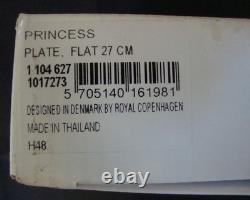 PRINCESS
PLATE, FLAT 27 CM
1 104 627
1017273
5 705140 161981
DESIGNED IN DENMARK BY ROYAL COPENHAGEN
MADE IN THAILAND
H48